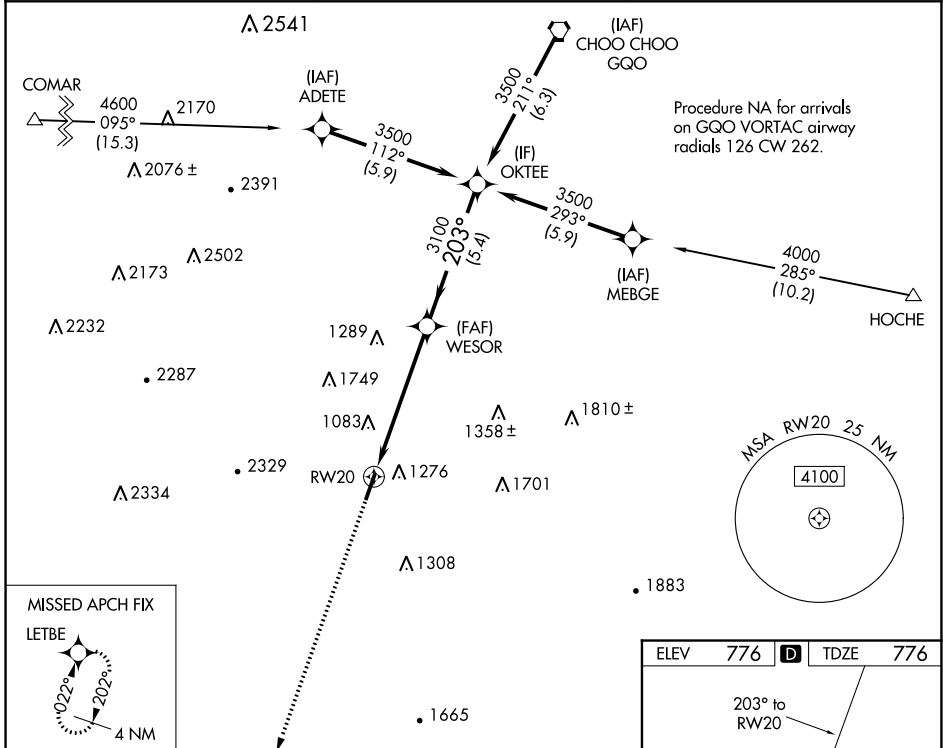 2541
(IAF)
CHOO CHOO
GQO
COMAR
4600
095°
(15.3)
2170
(IAF)
ADETE
3500
211°
(6.3)
Procedure NA for arrivals
on GQO VORTAC airway
radials 126 CW 262.
3500
112°
(5.9)
(IF)
OKTEE
2076 ±
2391
3500
293°
(5.9)
3100
203°
(5.4)
2502
2173
(IAF)
MEBGE
4000
285°
(10.2)
HOCHE
2232
1289
(FAF)
WESOR
2287
1749
1083
1358 ±
1810 ±
MSA RW20 25 NM
4100
2329
RW20
1276
1701
2334
1308
1883
MISSED APCH FIX
LETBE
022°
202°
4 NM
1665
ELEV 776 D TDZE 776
203° to
RW20